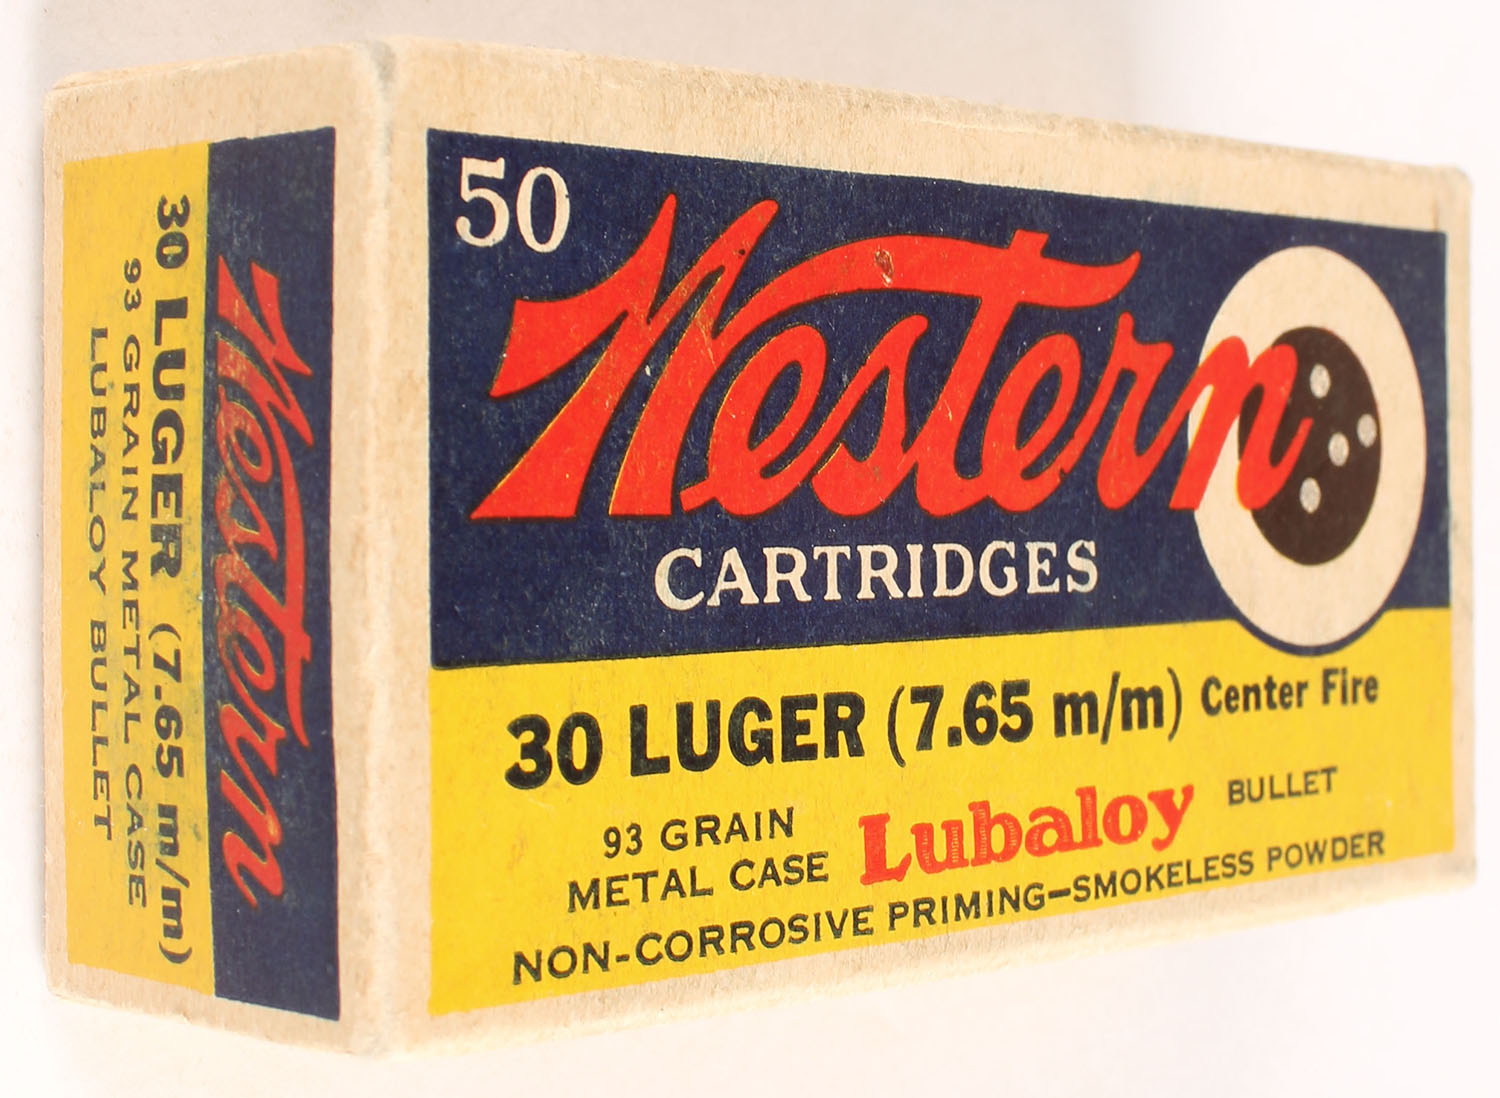 50
Western
CARTRIDGES
30 LUGER (7.65 m/m) Center Fire
93 GRAIN
METAL CASE Lubaloy BULLET
NON-CORROSIVE PRIMING—SMOKELESS POWDER
Western
30 LUGER (7.65 m/m)
93 GRAIN METAL CASE
LUBALOY BULLET